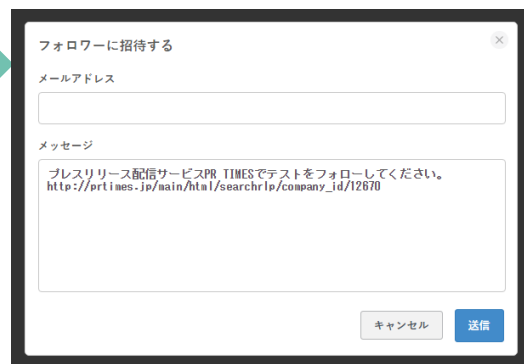 フォロワーに招待する
×
メールアドレス
メッセージ
プレスリリース配信サービスPR TIMESでテストをフォローしてください。
http://prtimes.jp/main/html/searchrlp/company_id/12670
キャンセル
送信